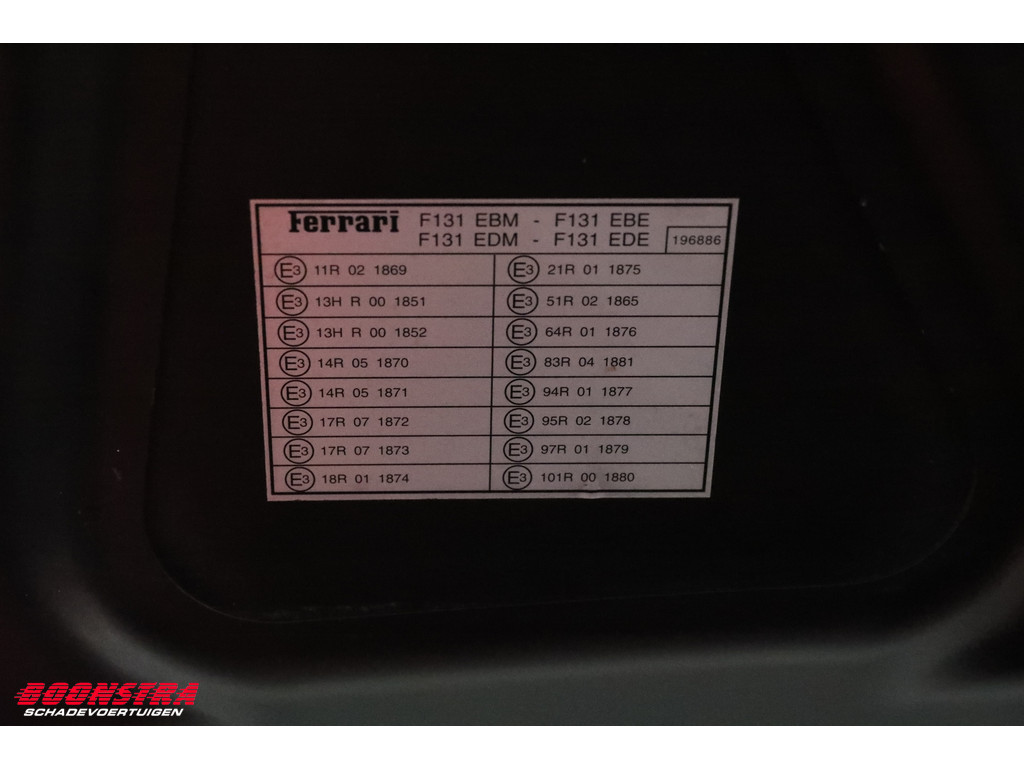 Ferrari F131 EBM - F131 EBE
F131 EDM - F131 EDE 196886
E3 11R 02 1869 E3 21R 01 1875
E3 13H R 00 1851 E3 51R 02 1865
E3 13H R 00 1852 E3 64R 01 1876
E3 14R 05 1870 E3 83R 04 1881
E3 14R 05 1871 E3 94R 01 1877
E3 17R 07 1872 E3 95R 02 1878
E3 17R 07 1873 E3 97R 01 1879
E3 18R 01 1874 E3 101R 00 1880
BOONSTRA
SCHADEVOERTUIGEN